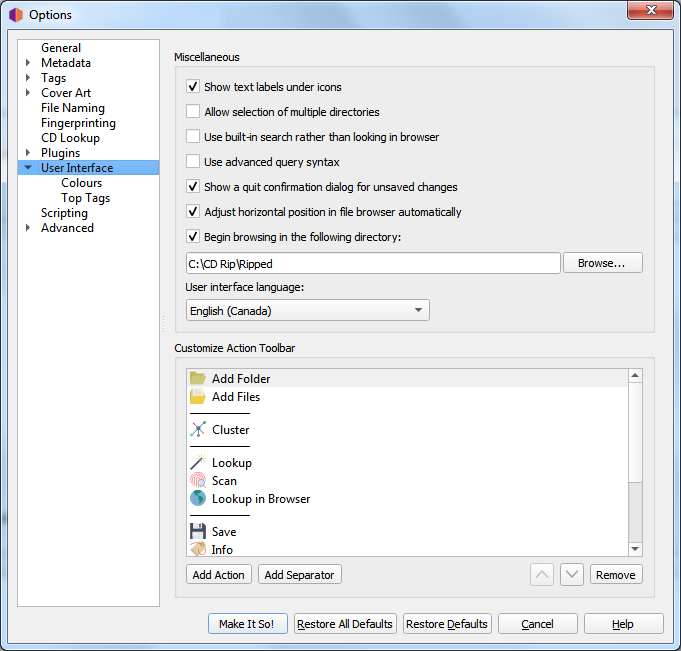 Options
General
Metadata
Tags
Cover Art
File Naming
Fingerprinting
CD Lookup
Plugins
User Interface
Colours
Top Tags
Scripting
Advanced
Miscellaneous
Show text labels under icons
Allow selection of multiple directories
Use built-in search rather than looking in browser
Use advanced query syntax
Show a quit confirmation dialog for unsaved changes
Adjust horizontal position in file browser automatically
Begin browsing in the following directory:
C:\CD Rip\Ripped
Browse...
User interface language:
English (Canada)
Customize Action Toolbar
Add Folder
Add Files
Cluster
Lookup
Scan
Lookup in Browser
Save
Info
Add Action Add Separator Remove
Make It So! Restore All Defaults Restore Defaults Cancel Help